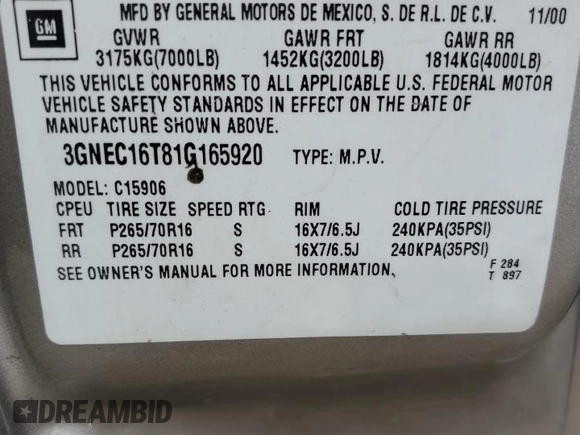 GM
MFD BY GENERAL MOTORS DE MEXICO, S. DE R.L. DE C.V. 11/00
GVWR GAWR FRT GAWR RR
3175KG(7000LB) 1452KG(3200LB) 1814KG(4000LB)
THIS VEHICLE CONFORMS TO ALL APPLICABLE U.S. FEDERAL MOTOR
VEHICLE SAFETY STANDARDS IN EFFECT ON THE DATE OF
MANUFACTURE SHOWN ABOVE.
3GNEC16T81G165920 TYPE: M.P.V.
MODEL: C15906
CPEU TIRE SIZE SPEED RTG RIM COLD TIRE PRESSURE
FRT P265/70R16 S 16X7/6.5J 240KPA(35PSI)
RR P265/70R16 S 16X7/6.5J 240KPA(35PSI)
SEE OWNER'S MANUAL FOR MORE INFORMATION.
F 284
T 897
DREAMBID